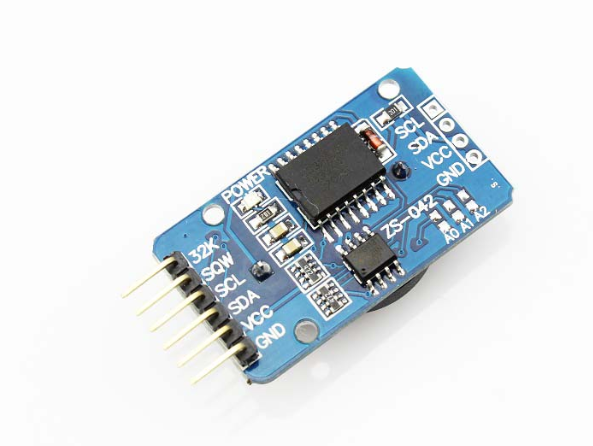 SCL
SDA
VCC
GND
POWER
ZS-042
A0 A1 A2
32K
SQW
SCL
SDA
VCC
GND